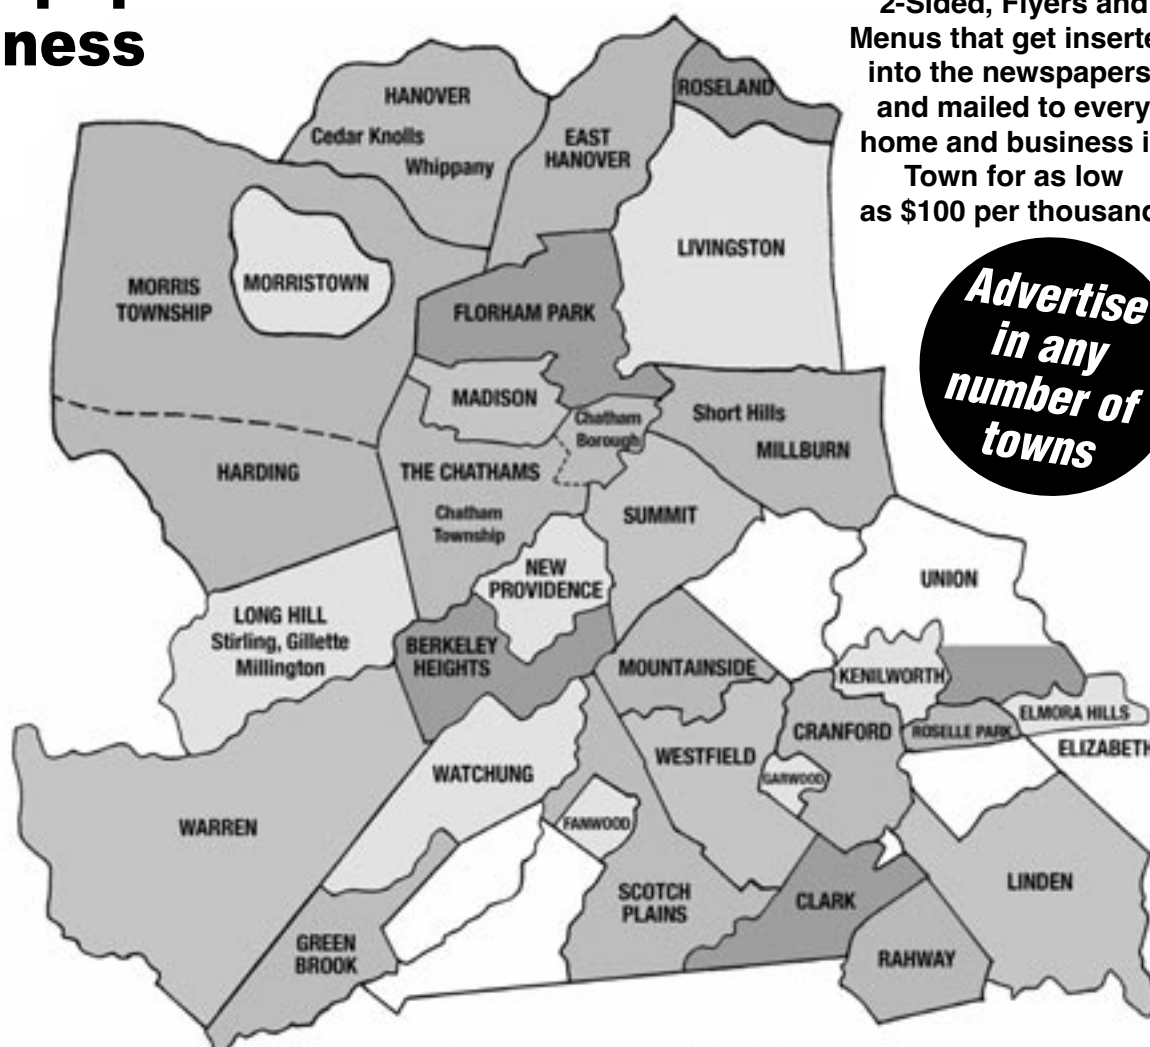 ness
2-Sided, Flyers and
Menus that get inserte
into the newspapers
and mailed to every
home and business i
Town for as low
as $100 per thousand
Advertise
in any
number of
towns
HANOVER
Cedar Knolls
Whippany
EAST
HANOVER
ROSELAND
LIVINGSTON
MORRIS
TOWNSHIP
MORRISTOWN
FLORHAM PARK
MADISON
Chatham
Borough
Short Hills
MILLBURN
HARDING
THE CHATHAMS
Chatham
Township
SUMMIT
NEW
PROVIDENCE
UNION
LONG HILL
Stirling, Gillette
Millington
BERKELEY
HEIGHTS
MOUNTAINSIDE
KENILWORTH
ELMORA HILLS
CRANFORD
ROSELLE PARK
ELIZABETH
WESTFIELD
GARWOOD
WATCHUNG
WARREN
FANWOOD
SCOTCH
PLAINS
CLARK
LINDEN
GREEN
BROOK
RAHWAY